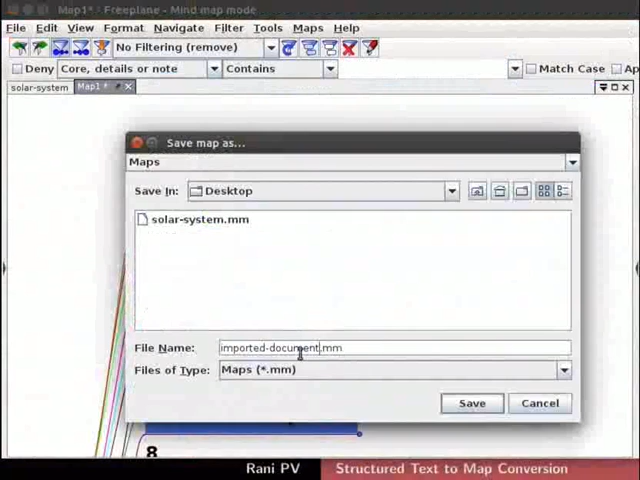 Map1* - Freeplane - Mind map mode
File Edit View Format Navigate Filter Tools Maps Help
No Filtering (remove)
Deny Core, details or note Contains Match Case Ap
solar-system Map1 *
Save map as...
Maps
Save In: Desktop
solar-system.mm
File Name: imported-document.mm
Files of Type: Maps (*.mm)
Save Cancel
8
Rani PV Structured Text to Map Conversion